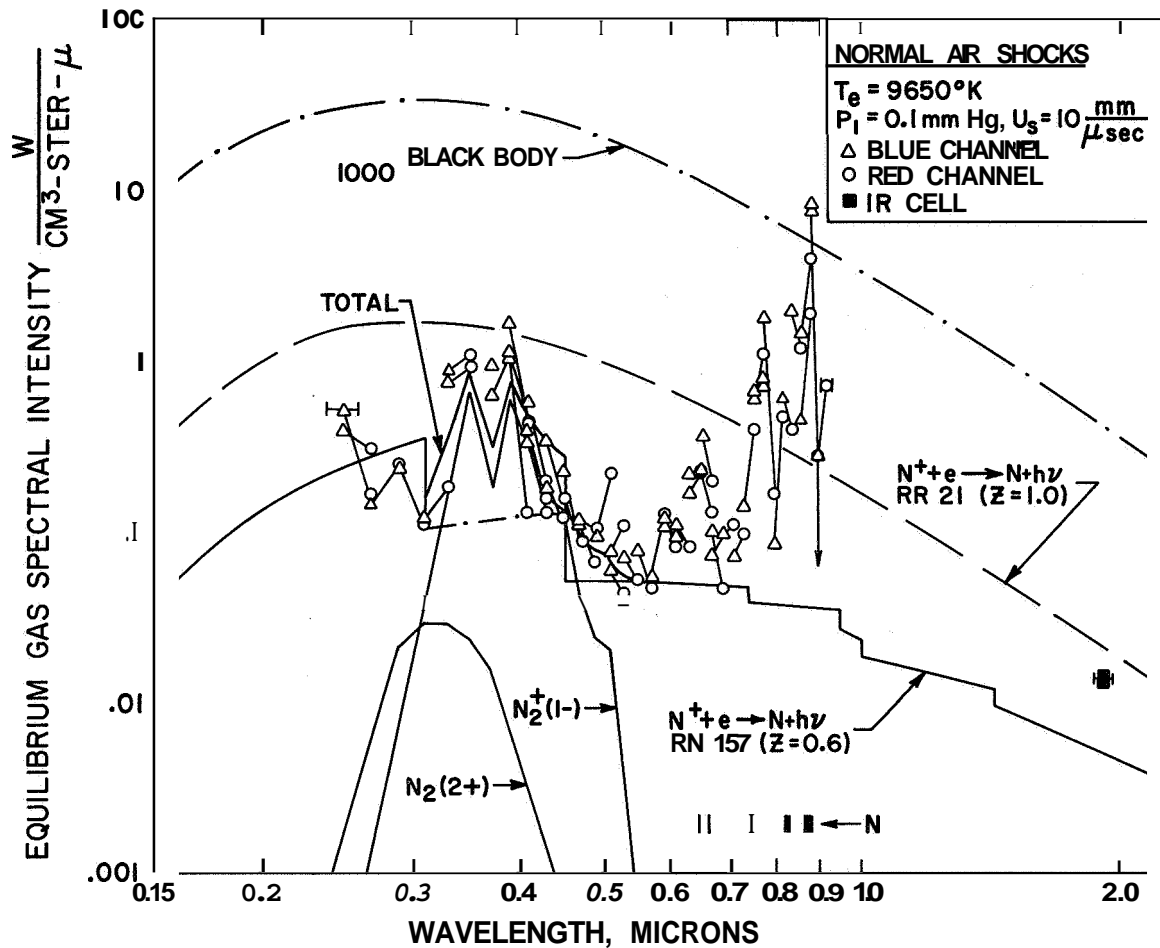 10C
10
I
.I
.01
.001
EQUILIBRIUM GAS SPECTRAL INTENSITY W / CM³-STER-μ
NORMAL AIR SHOCKS
Te = 9650°K
P1 = 0.1 mm Hg, Us = 10 mm/μsec
△ BLUE CHANNEL
○ RED CHANNEL
■ IR CELL
BLACK BODY
1000
TOTAL
N⁺+e→N+hν
RR 21 (Z=1.0)
N2⁺(1-)
N⁺+e→N+hν
RN 157 (Z=0.6)
N2(2+)
N
0.15 0.2 0.3 0.4 0.5 0.6 0.7 0.8 0.9 1.0 2.0
WAVELENGTH, MICRONS